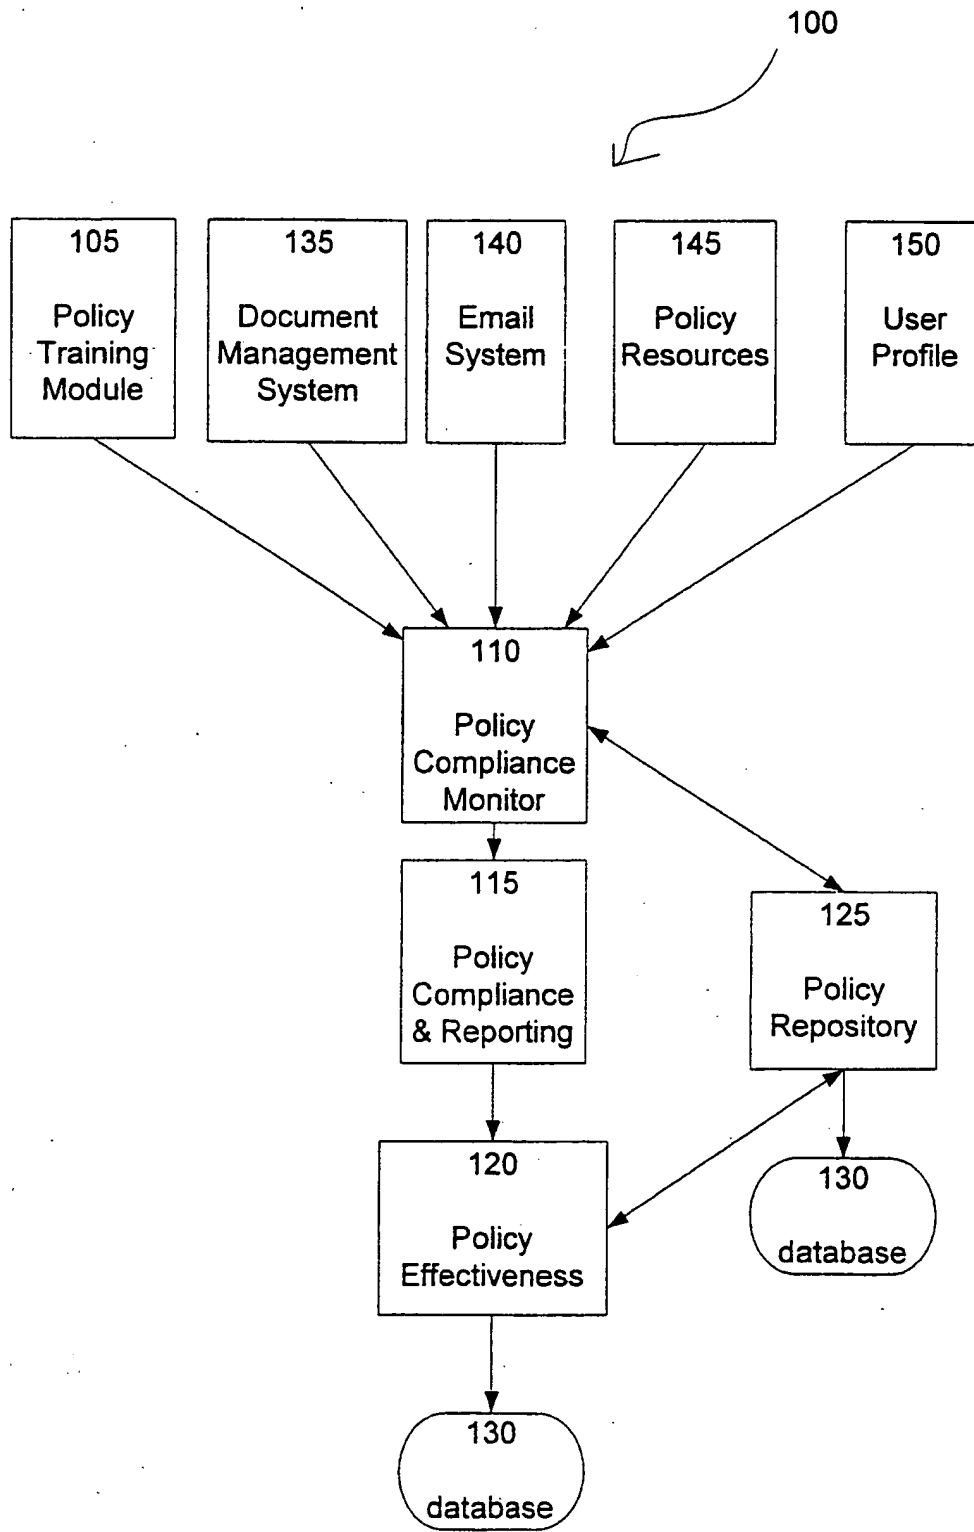 100
105
Policy
Training
Module
135
Document
Management
System
140
Email
System
145
Policy
Resources
150
User
Profile
110
Policy
Compliance
Monitor
115
Policy
Compliance
& Reporting
125
Policy
Repository
120
Policy
Effectiveness
130
database
130
database